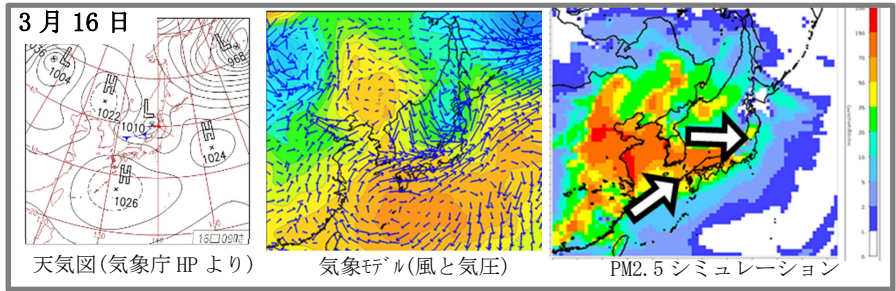 3月16日
036
L
1004
L
968
H
1022
L
1010
H
1024
H
1026
16日09時
天気図(気象庁HPより)
気象ﾓﾃﾞﾙ(風と気圧)
PM2.5シミュレーション